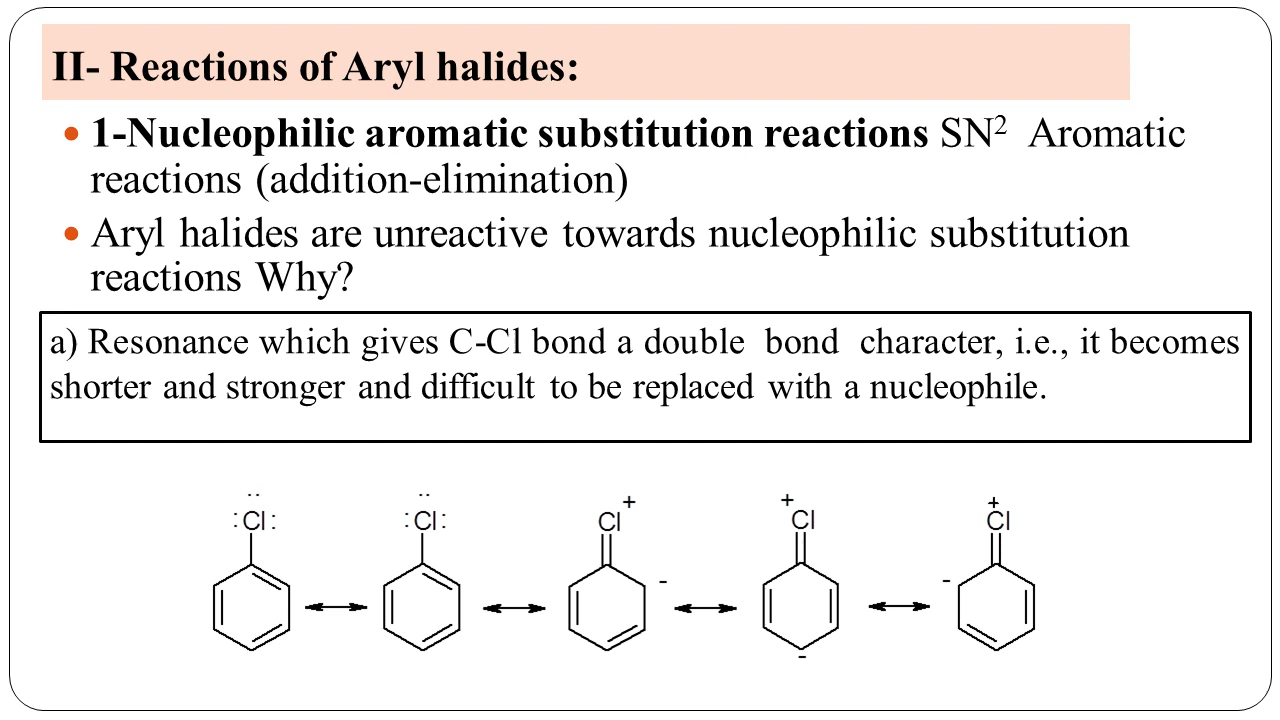 II- Reactions of Aryl halides:
• 1-Nucleophilic aromatic substitution reactions SN² Aromatic
reactions (addition-elimination)
• Aryl halides are unreactive towards nucleophilic substitution
reactions Why?
a) Resonance which gives C-Cl bond a double bond character, i.e., it becomes
shorter and stronger and difficult to be replaced with a nucleophile.
:Cl: :Cl: Cl+ +Cl +Cl
- - -